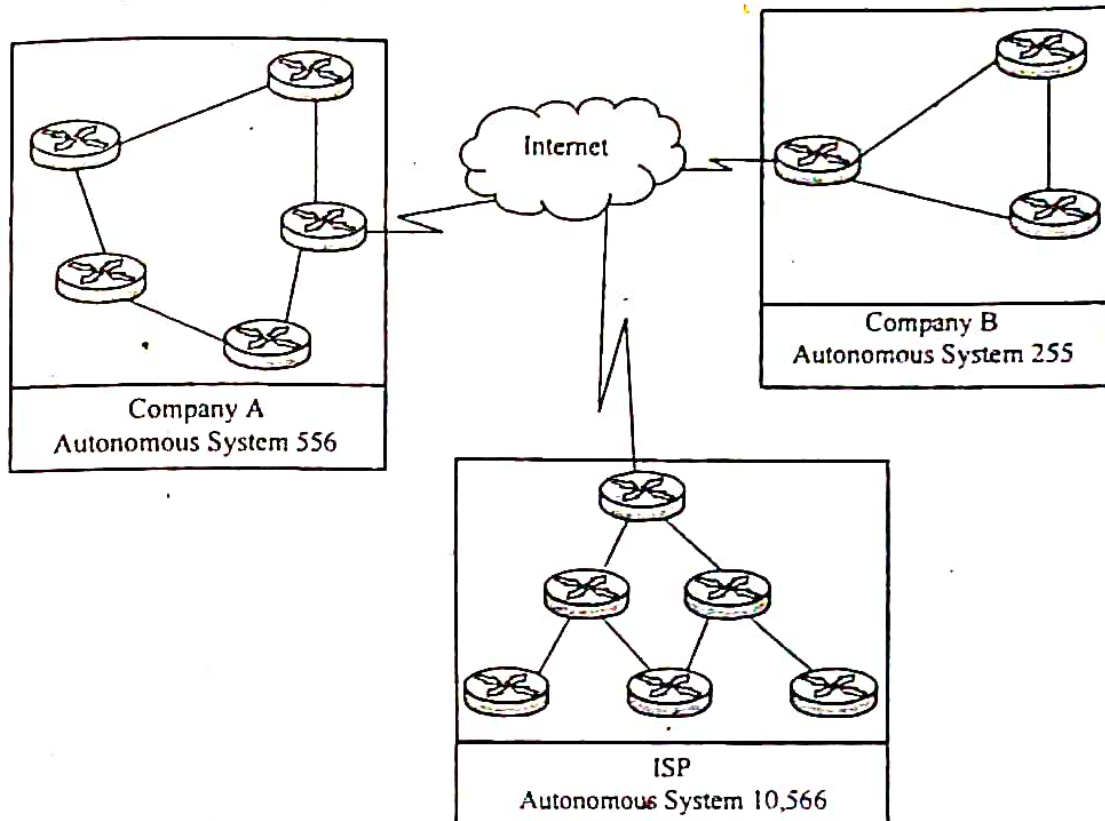 Internet
Company A
Autonomous System 556
Company B
Autonomous System 255
ISP
Autonomous System 10,566